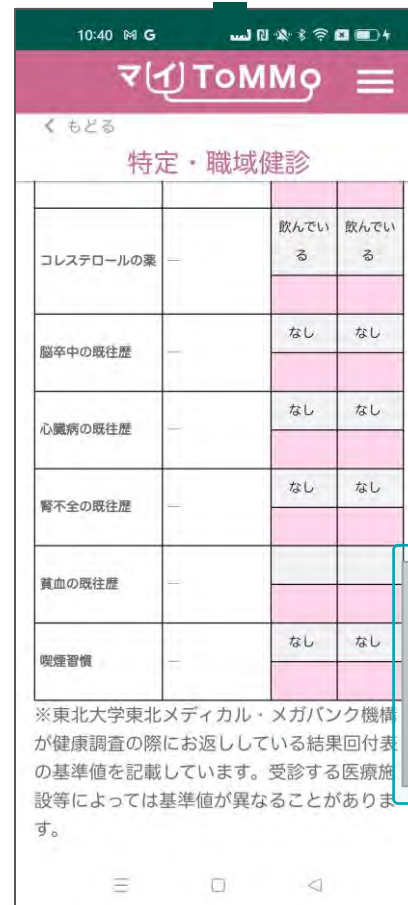 10:40 M G
マイ ToMMo
もどる
特定・職域健診
コレステロールの薬 — 飲んでいる 飲んでいる
脳卒中の既往歴 — なし なし
心臓病の既往歴 — なし なし
腎不全の既往歴 — なし なし
貧血の既往歴 —
喫煙習慣 — なし なし
※東北大学東北メディカル・メガバンク機構
が健康調査の際にお返ししている結果回付表
の基準値を記載しています。受診する医療施
設等によっては基準値が異なることがありま
す。